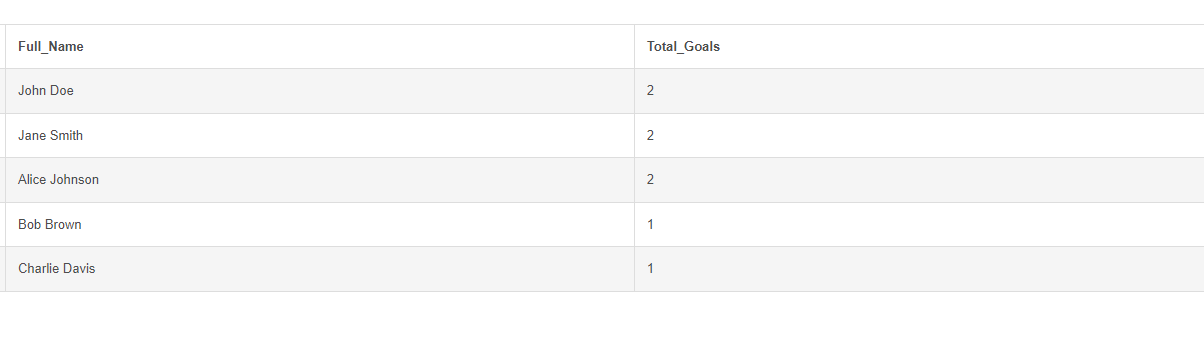 Full_Name Total_Goals
John Doe 2
Jane Smith 2
Alice Johnson 2
Bob Brown 1
Charlie Davis 1